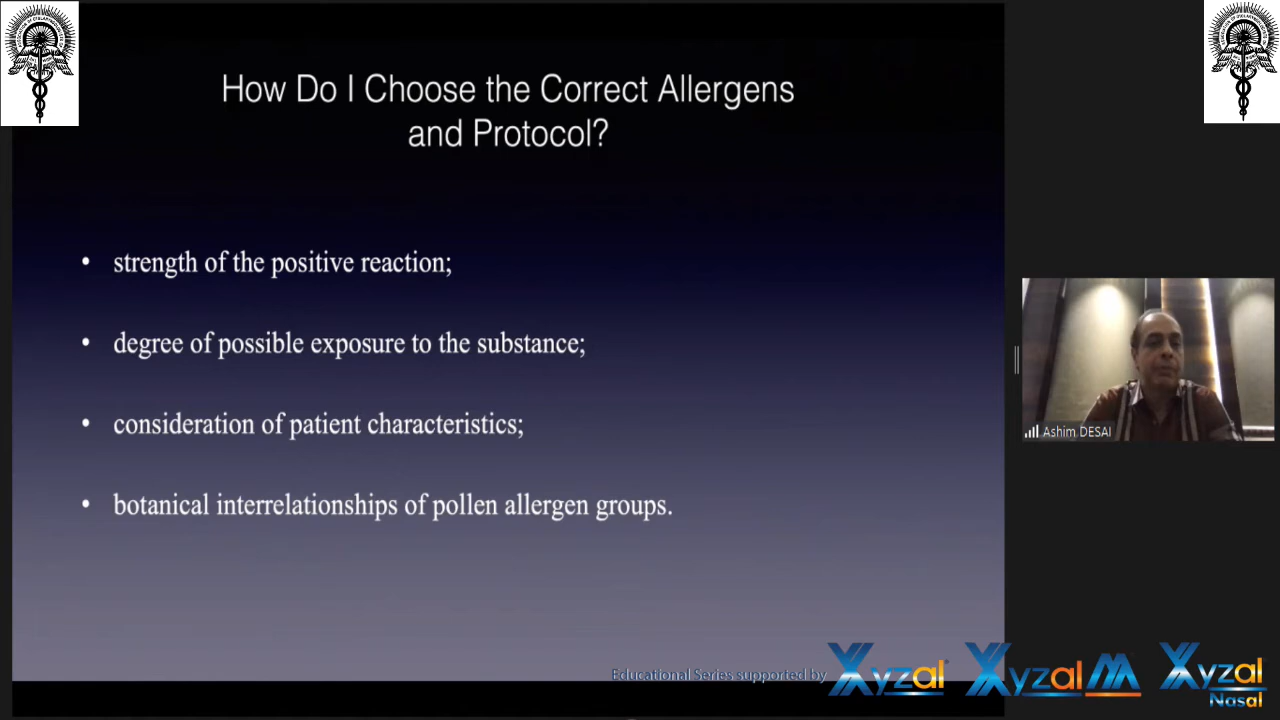 How Do I Choose the Correct Allergens
and Protocol?
• strength of the positive reaction;
• degree of possible exposure to the substance;
• consideration of patient characteristics;
• botanical interrelationships of pollen allergen groups.
Ashim DESAI
Educational Series supported by
Xyzal
Xyzal M
Xyzal
Nasal